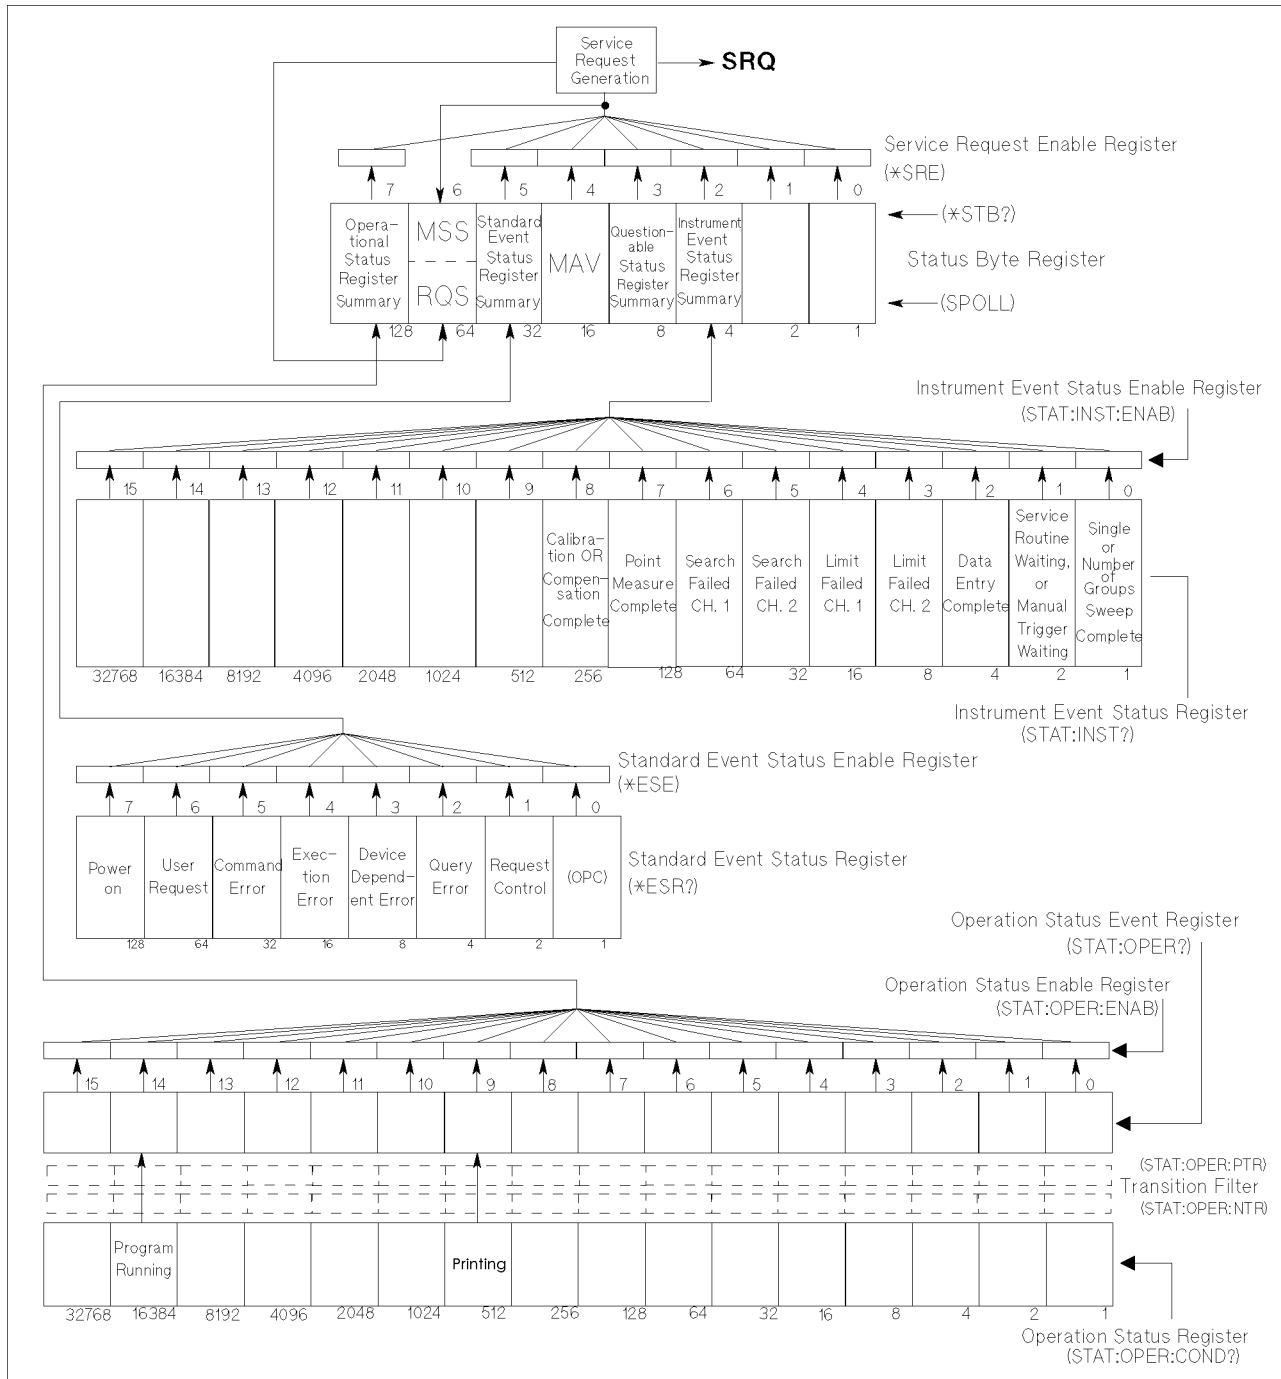 Service
Request
Generation
SRQ
Service Request Enable Register
(*SRE)
7 6 5 4 3 2 1 0
Opera-
tional
Status
Register
Summary
MSS
RQS
Standard
Event
Status
Register
Summary
MAV
Question-
able
Status
Register
Summary
Instrument
Event
Status
Register
Summary
(*STB?)
Status Byte Register
(SPOLL)
128 64 32 16 8 4 2 1
Instrument Event Status Enable Register
(STAT:INST:ENAB)
15 14 13 12 11 10 9 8 7 6 5 4 3 2 1 0
Calibra-
tion OR
Compen-
sation
Complete
Point
Measure
Complete
Search
Failed
CH. 1
Search
Failed
CH. 2
Limit
Failed
CH. 1
Limit
Failed
CH. 2
Data
Entry
Complete
Service
Routine
Waiting,
or
Manual
Trigger
Waiting
Single
or
Number
of
Groups
Sweep
Complete
32768 16384 8192 4096 2048 1024 512 256 128 64 32 16 8 4 2 1
Instrument Event Status Register
(STAT:INST?)
Standard Event Status Enable Register
(*ESE)
7 6 5 4 3 2 1 0
Power
on
User
Request
Command
Error
Exec-
tion
Error
Device
Depend-
ent Error
Query
Error
Request
Control
(OPC)
Standard Event Status Register
(*ESR?)
128 64 32 16 8 4 2 1
Operation Status Event Register
(STAT:OPER?)
Operation Status Enable Register
(STAT:OPER:ENAB)
15 14 13 12 11 10 9 8 7 6 5 4 3 2 1 0
(STAT:OPER:PTR)
Transition Filter
(STAT:OPER:NTR)
Program
Running
Printing
32768 16384 8192 4096 2048 1024 512 256 128 64 32 16 8 4 2 1
Operation Status Register
(STAT:OPER:COND?)